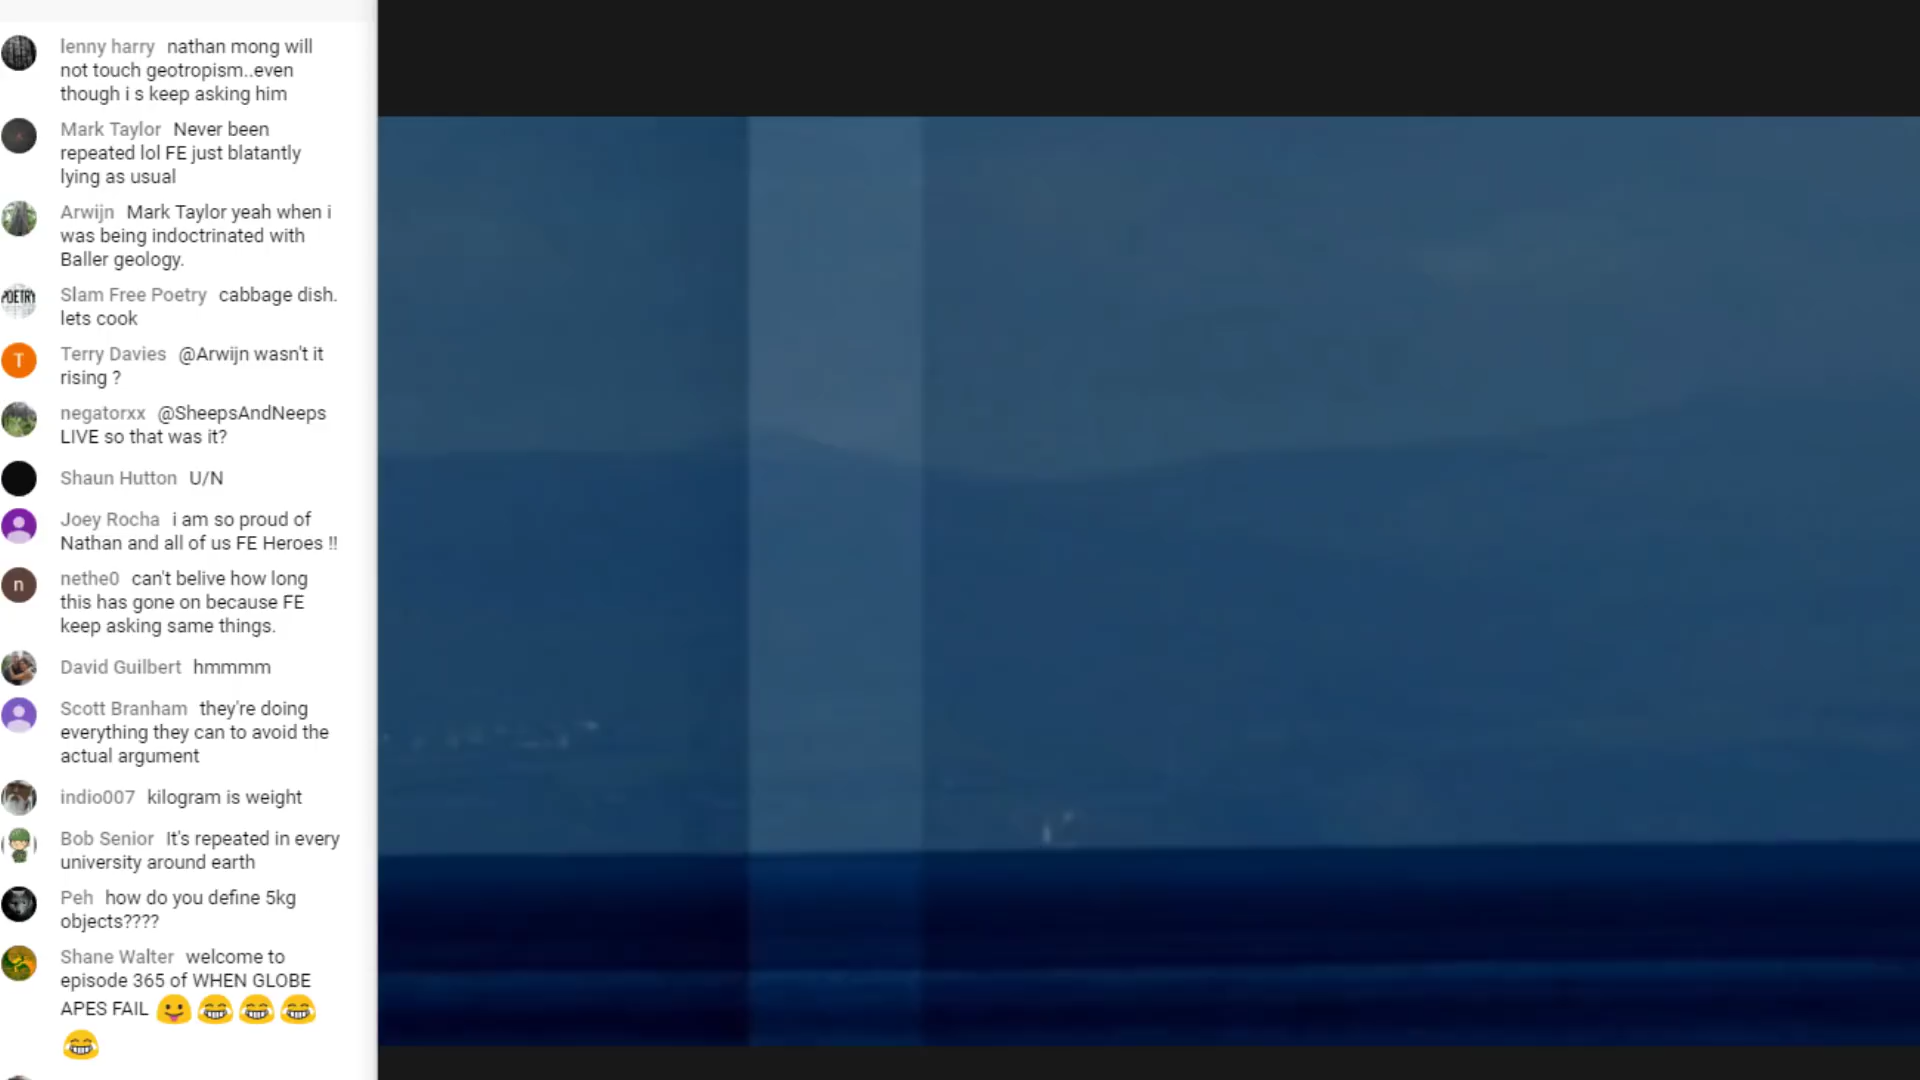 lenny harry nathan mong will
not touch geotropism..even
though i s keep asking him
Mark Taylor Never been
repeated lol FE just blatantly
lying as usual
Arwijn Mark Taylor yeah when i
was being indoctrinated with
Baller geology.
POETRY
Slam Free Poetry cabbage dish.
lets cook
T
Terry Davies @Arwijn wasn't it
rising ?
negatorxx @SheepsAndNeeps
LIVE so that was it?
Shaun Hutton U/N
Joey Rocha i am so proud of
Nathan and all of us FE Heroes !!
n
nethe0 can't belive how long
this has gone on because FE
keep asking same things.
David Guilbert hmmmm
Scott Branham they're doing
everything they can to avoid the
actual argument
indio007 kilogram is weight
Bob Senior It's repeated in every
university around earth
Peh how do you define 5kg
objects????
Shane Walter welcome to
episode 365 of WHEN GLOBE
APES FAIL 😛😂😂😂
😂